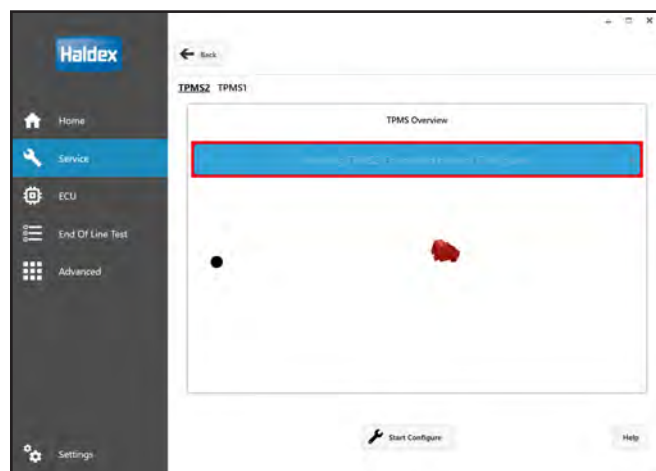 Haldex
Back
TPMS2 TPMS1
Home
TPMS Overview
Service
ECU
End Of Line Test
Advanced
Start Configure
Help
Settings